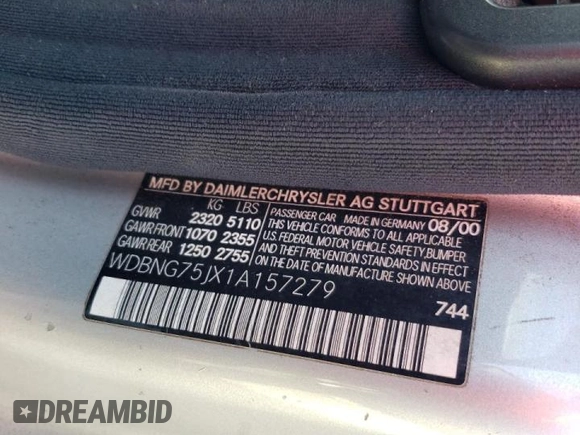 MFD BY DAIMLERCHRYSLER AG STUTTGART
KG LBS
GVWR 2320 5110
GAWR FRONT 1070 2355
GAWR REAR 1250 2755
PASSENGER CAR MADE IN GERMANY 08/00
THIS VEHICLE CONFORMS TO ALL APPLICABLE
U.S. FEDERAL MOTOR VEHICLE SAFETY, BUMPER
AND THEFT PREVENTION STANDARDS IN EFFECT
ON THE DATE OF MANUFACTURE SHOWN ABOVE
WDBNG75JX1A157279
744
DREAMBID